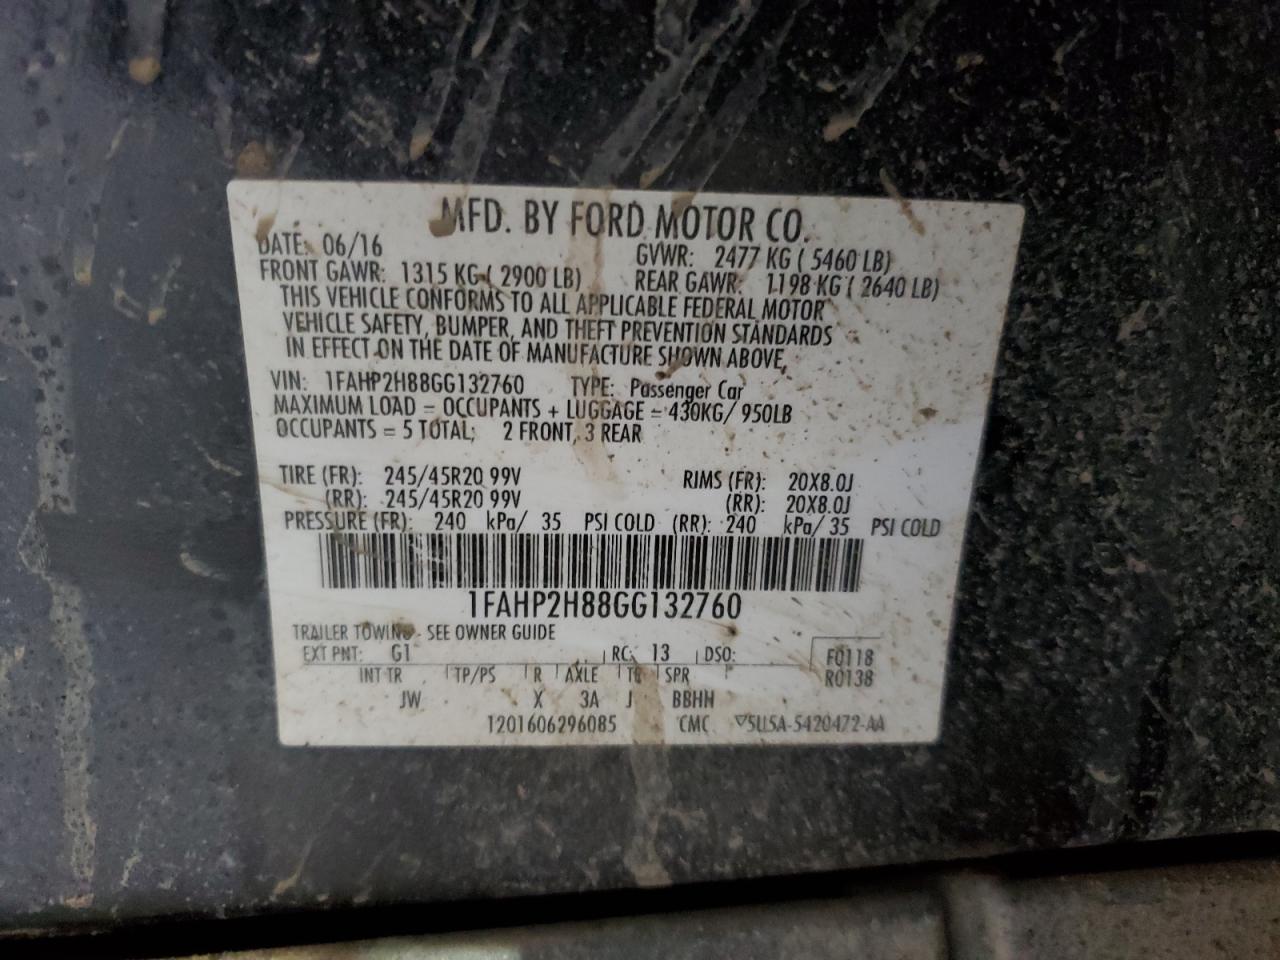 MFD. BY FORD MOTOR CO.
DATE: 06/16 GVWR: 2477 KG ( 5460 LB)
FRONT GAWR: 1315 KG ( 2900 LB) REAR GAWR: 1198 KG ( 2640 LB)
THIS VEHICLE CONFORMS TO ALL APPLICABLE FEDERAL MOTOR
VEHICLE SAFETY, BUMPER, AND THEFT PREVENTION STANDARDS
IN EFFECT ON THE DATE OF MANUFACTURE SHOWN ABOVE,
VIN: 1FAHP2H88GG132760 TYPE: Passenger Car
MAXIMUM LOAD = OCCUPANTS + LUGGAGE = 430KG/ 950LB
OCCUPANTS = 5 TOTAL; 2 FRONT, 3 REAR
TIRE (FR): 245/45R20 99V RIMS (FR): 20X8.0J
(RR): 245/45R20 99V (RR): 20X8.0J
PRESSURE (FR): 240 kPa/ 35 PSI COLD (RR): 240 kPa/ 35 PSI COLD
1FAHP2H88GG132760
TRAILER TOWING - SEE OWNER GUIDE
EXT PNT: G1 RC: 13 DSO: F0118
INT TR TP/PS R AXLE TR SPR R0138
JW X 3A J BBHN
1201606296085 CMC ▽5U5A-5420472-AA